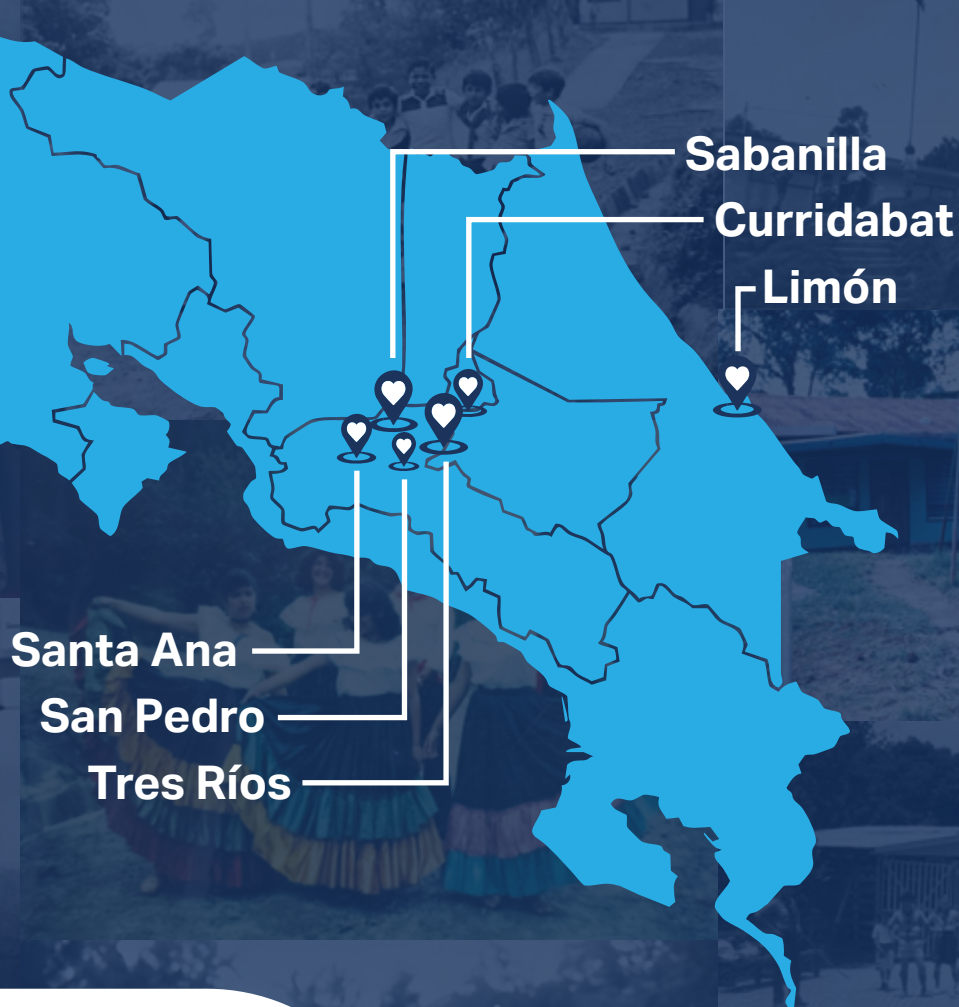 Sabanilla
Curridabat
Limón
Santa Ana
San Pedro
Tres Ríos